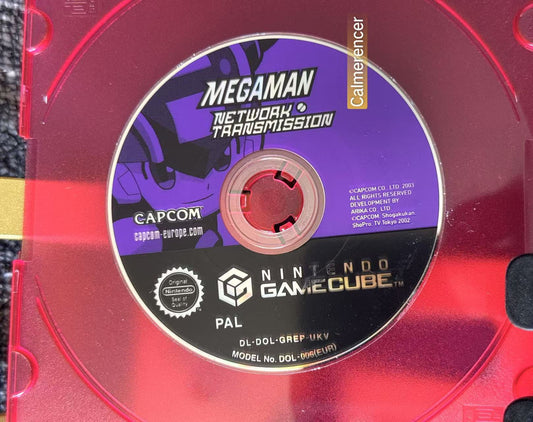 Calmerencer
MEGAMAN
NETWORK
TRANSMISSION
©CAPCOM CO. LTD. 2003
ALL RIGHTS RESERVED
DEVELOPMENT BY
ARIKA CO. LTD.
©CAPCOM. Shogakukan.
ShoPro. TV Tokyo 2002
CAPCOM
capcom-europe.com
Original
Nintendo
Seal of
Quality
NINTENDO
GAMECUBE™
PAL
DL-DOL-GREP-UKV
MODEL No. DOL-006(EUR)